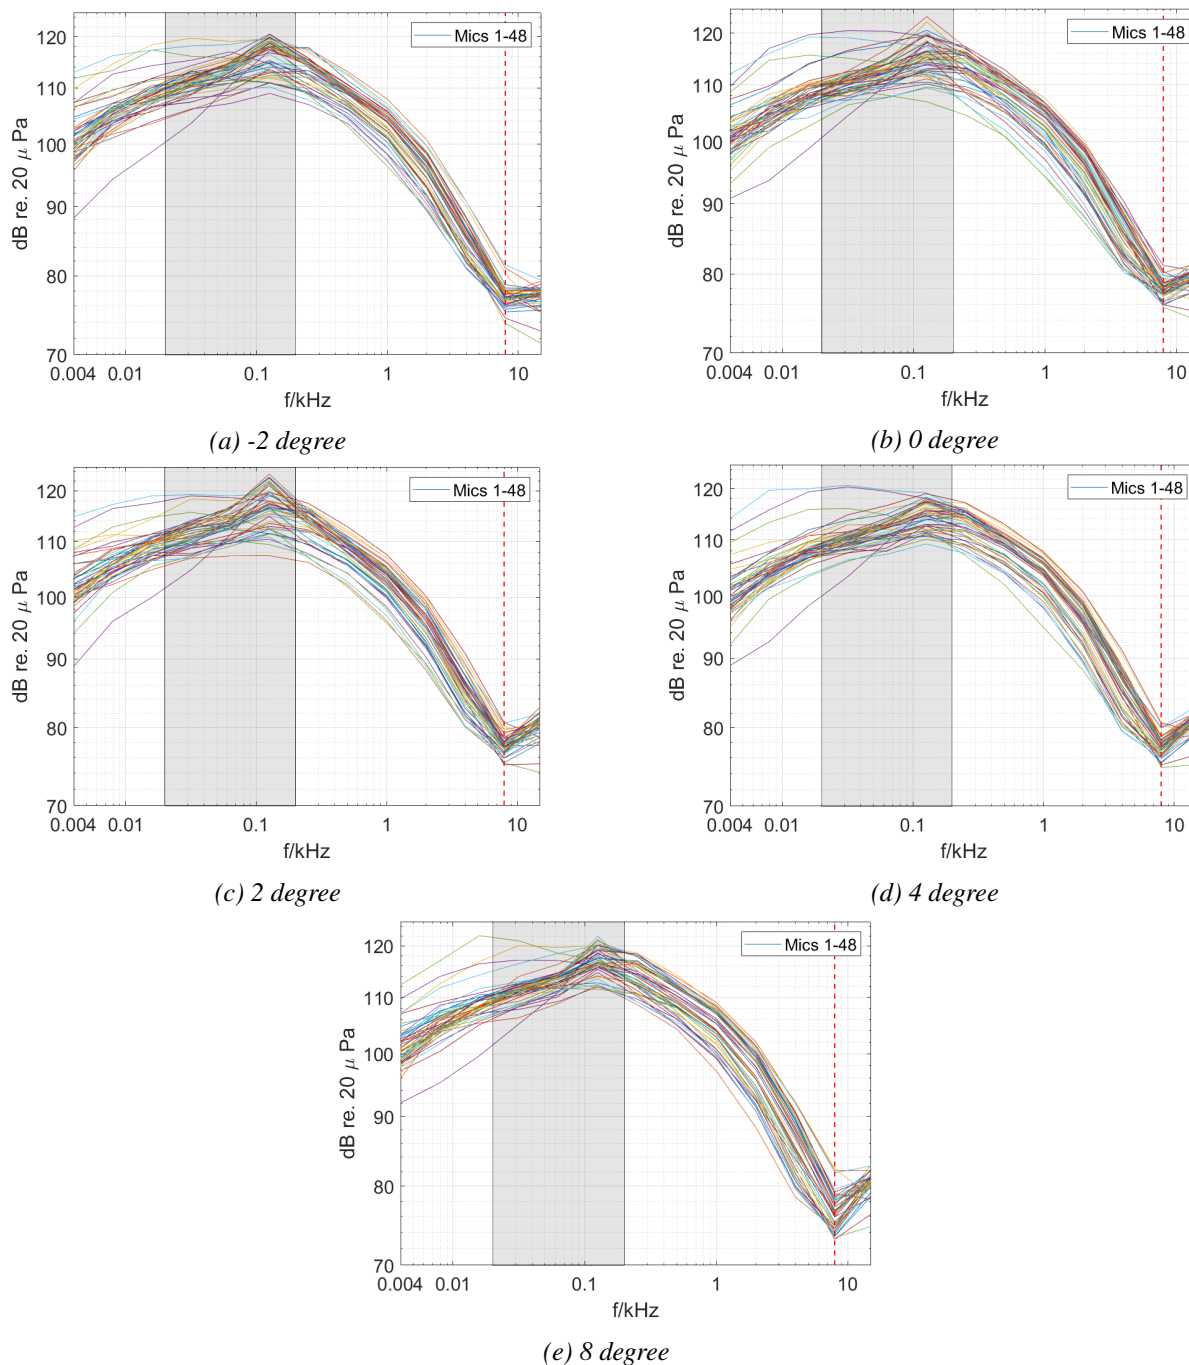 120
110
100
90
80
70
dB re. 20 μ Pa
Mics 1-48
0.004 0.01 0.1 1 10
f/kHz
(a) -2 degree
120
110
100
90
80
70
dB re. 20 μ Pa
Mics 1-48
0.004 0.01 0.1 1 10
f/kHz
(b) 0 degree
120
110
100
90
80
70
dB re. 20 μ Pa
Mics 1-48
0.004 0.01 0.1 1 10
f/kHz
(c) 2 degree
120
110
100
90
80
70
dB re. 20 μ Pa
Mics 1-48
0.004 0.01 0.1 1 10
f/kHz
(d) 4 degree
120
110
100
90
80
70
dB re. 20 μ Pa
Mics 1-48
0.004 0.01 0.1 1 10
f/kHz
(e) 8 degree